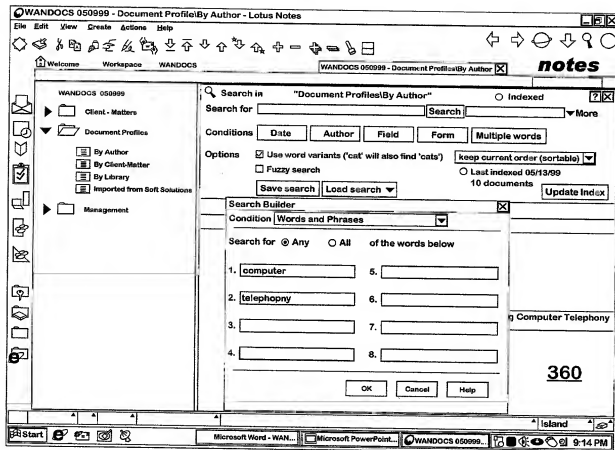 WANDOCS 050999 - Document Profile\By Author - Lotus Notes
File Edit View Create Actions Help
Welcome Workspace WANDOCS WANDOCS 050999 - Document Profiles\By Author notes
WANDOCS 050999
Client - Matters
Document Profiles
By Author
By Client-Matter
By Library
Imported from Soft Solutions
Management
Search in "Document Profiles\By Author" Indexed
Search for Search More
Conditions Date Author Field Form Multiple words
Options Use word variants ('cat' will also find 'cats') keep current order (sortable)
Fuzzy search Last indexed 05/13/99
10 documents
Save search Load search Update Index
Search Builder
Condition Words and Phrases
Search for Any All of the words below
1. computer 5.
2. telephopny 6.
3. 7.
4. 8.
OK Cancel Help
g Computer Telephony
360
Island
Start Microsoft Word - WAN... Microsoft PowerPoint... WANDOCS 050999... 9:14 PM